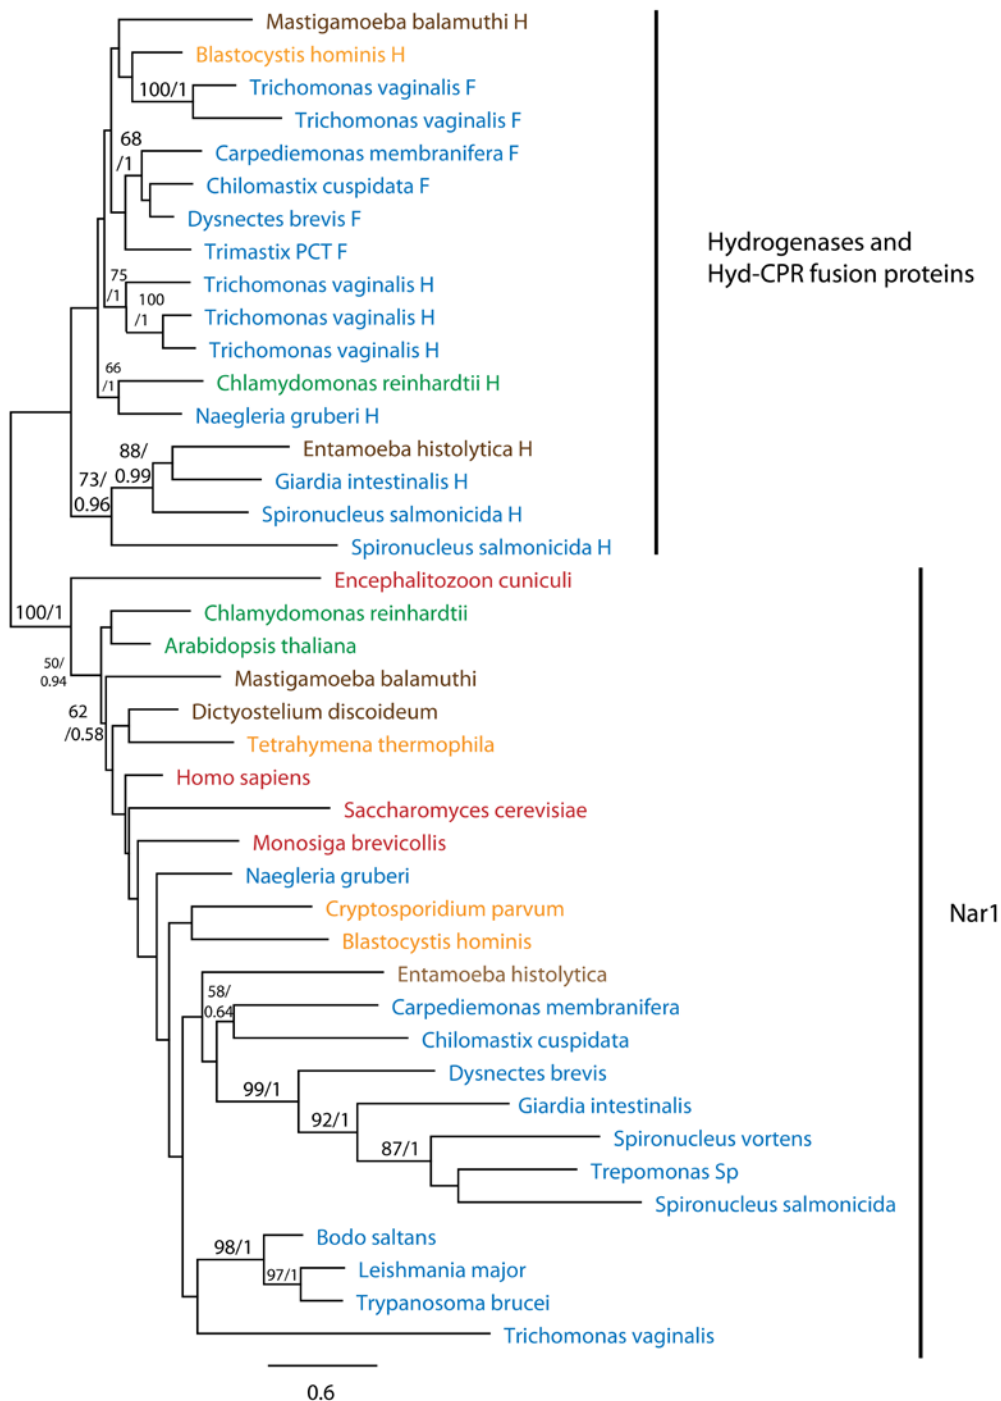 Mastigamoeba balamuthi H
Blastocystis hominis H
100/1
Trichomonas vaginalis F
Trichomonas vaginalis F
68
/1
Carpediemonas membranifera F
Chilomastix cuspidata F
Dysnectes brevis F
Trimastix PCT F
Hydrogenases and
Hyd-CPR fusion proteins
75
/1
Trichomonas vaginalis H
100
/1
Trichomonas vaginalis H
Trichomonas vaginalis H
66
/1
Chlamydomonas reinhardtii H
Naegleria gruberi H
88/
0.99
Entamoeba histolytica H
73/
0.96
Giardia intestinalis H
Spironucleus salmonicida H
Spironucleus salmonicida H
Encephalitozoon cuniculi
100/1
Chlamydomonas reinhardtii
Arabidopsis thaliana
50/
0.94
Mastigamoeba balamuthi
62
/0.58
Dictyostelium discoideum
Tetrahymena thermophila
Homo sapiens
Saccharomyces cerevisiae
Monosiga brevicollis
Naegleria gruberi
Cryptosporidium parvum
Nar1
Blastocystis hominis
Entamoeba histolytica
58/
0.64
Carpediemonas membranifera
Chilomastix cuspidata
Dysnectes brevis
99/1
Giardia intestinalis
92/1
Spironucleus vortens
87/1
Trepomonas Sp
Spironucleus salmonicida
Bodo saltans
98/1
Leishmania major
97/1
Trypanosoma brucei
Trichomonas vaginalis
0.6